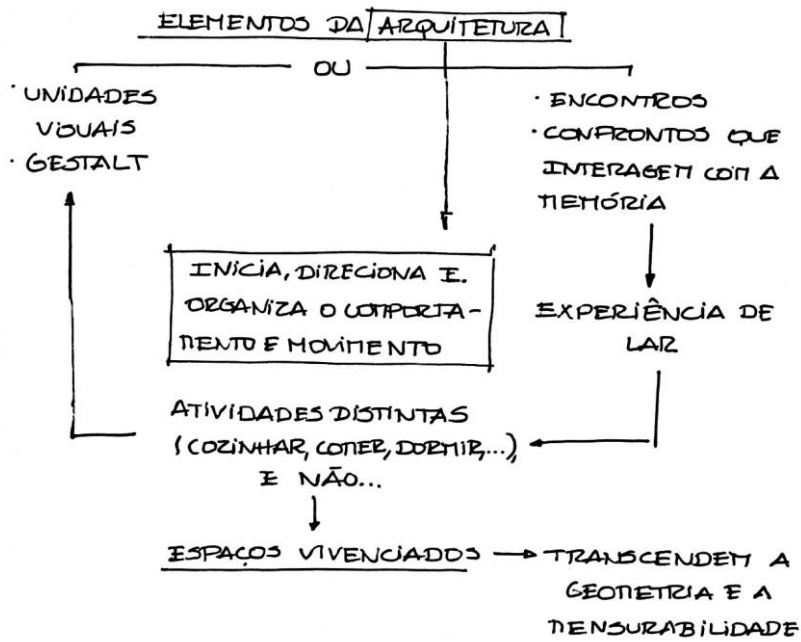 ELEMENTOS DA ARQUITETURA
OU
· UNIDADES
VISUAIS
· GESTALT
· ENCONTROS
· CONFRONTOS QUE
INTERAGEM COM A
MEMÓRIA
INICIA, DIRECIONA E.
ORGANIZA O COMPORTA-
MENTO E MOVIMENTO
EXPERIÊNCIA DE
LAR
ATIVIDADES DISTINTAS
(COZINHAR, COMER, DORMIR,...),
E NÃO...
ESPAÇOS VIVENCIADOS
TRANSCENDEM A
GEOMETRIA E A
MENSURABILIDADE